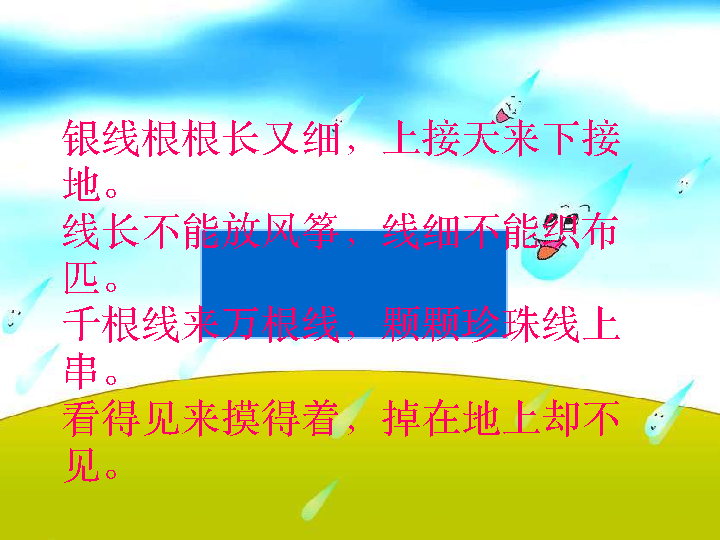 银线根根长又细，上接天来下接
地。
线长不能放风筝，线细不能织布
匹。
千根线来万根线，颗颗珍珠线上
串。
看得见来摸得着，掉在地上却不
见。